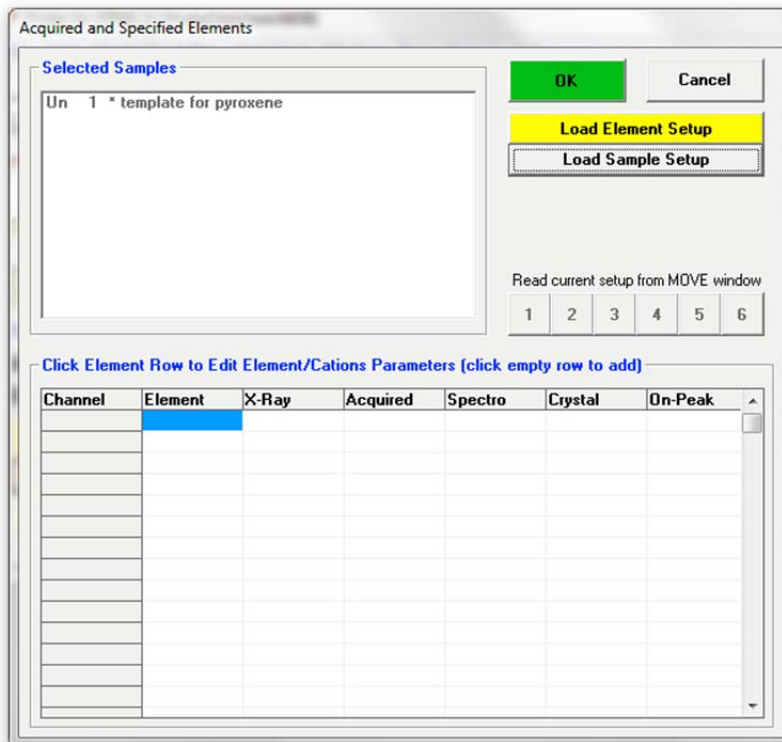 Acquired and Specified Elements
Selected Samples
Un 1 * template for pyroxene
OK
Cancel
Load Element Setup
Load Sample Setup
Read current setup from MOVE window
1 2 3 4 5 6
Click Element Row to Edit Element/Cations Parameters (click empty row to add)
Channel Element X-Ray Acquired Spectro Crystal On-Peak